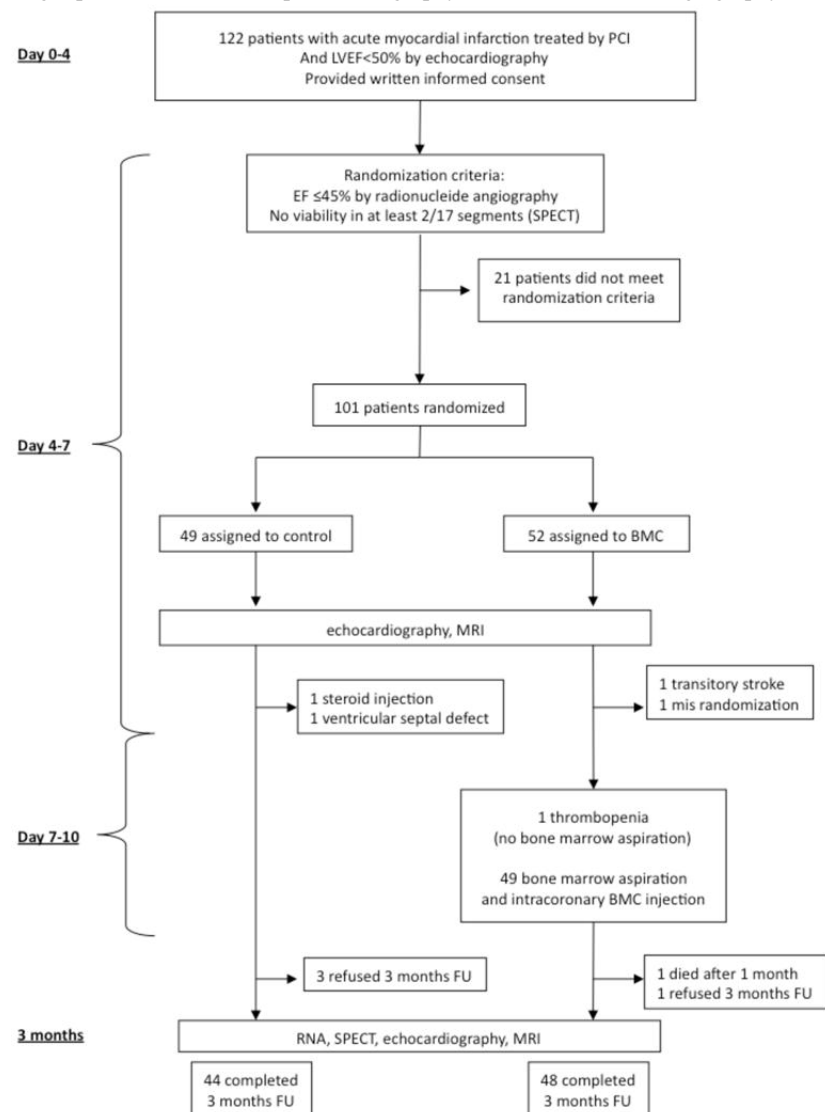 Day 0-4
122 patients with acute myocardial infarction treated by PCI
And LVEF<50% by echocardiography
Provided written informed consent
Randomization criteria:
EF ≤45% by radionucleide angiography
No viability in at least 2/17 segments (SPECT)
21 patients did not meet
randomization criteria
101 patients randomized
Day 4-7
49 assigned to control
52 assigned to BMC
echocardiography, MRI
1 steroid injection
1 ventricular septal defect
1 transitory stroke
1 mis randomization
Day 7-10
1 thrombopenia
(no bone marrow aspiration)
49 bone marrow aspiration
and intracoronary BMC injection
3 refused 3 months FU
1 died after 1 month
1 refused 3 months FU
3 months
RNA, SPECT, echocardiography, MRI
44 completed
3 months FU
48 completed
3 months FU